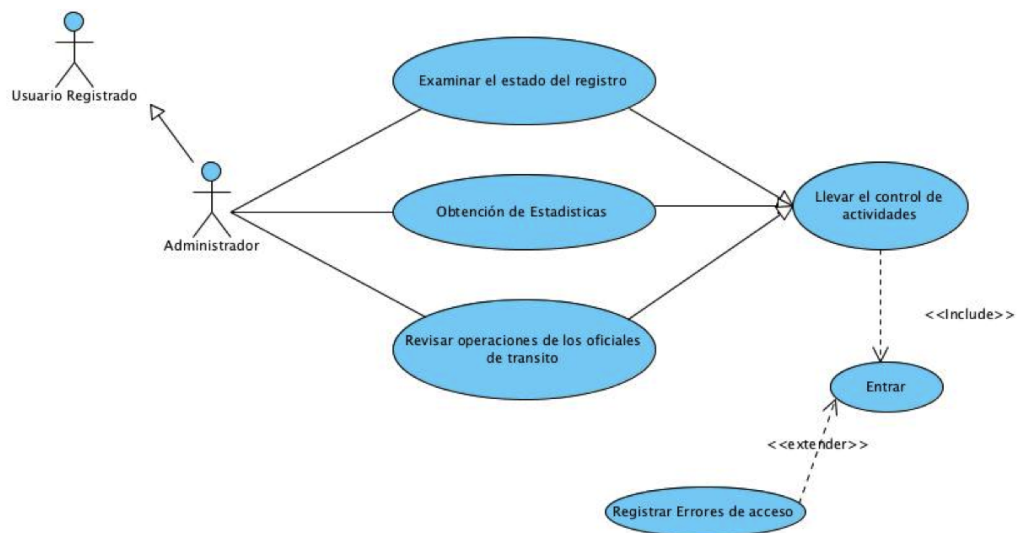 Usuario Registrado
Administrador
Examinar el estado del registro
Obtención de Estadisticas
Revisar operaciones de los oficiales
de transito
Llevar el control de
actividades
<<Include>>
Entrar
<<extender>>
Registrar Errores de acceso